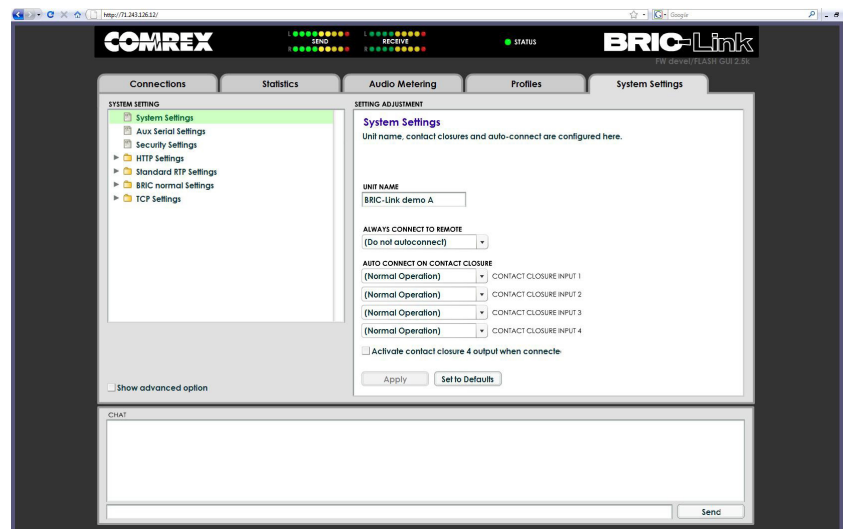 http://71.243.126.12/
Google
COMREX
L
SEND
R
L
RECEIVE
R
STATUS
BRIC-Link
FW devel/FLASH GUI 2.5k
Connections
Statistics
Audio Metering
Profiles
System Settings
SYSTEM SETTING
System Settings
Aux Serial Settings
Security Settings
HTTP Settings
Standard RTP Settings
BRIC normal Settings
TCP Settings
Show advanced option
SETTING ADJUSTMENT
System Settings
Unit name, contact closures and auto-connect are configured here.
UNIT NAME
BRIC-Link demo A
ALWAYS CONNECT TO REMOTE
(Do not autoconnect)
AUTO CONNECT ON CONTACT CLOSURE
(Normal Operation) CONTACT CLOSURE INPUT 1
(Normal Operation) CONTACT CLOSURE INPUT 2
(Normal Operation) CONTACT CLOSURE INPUT 3
(Normal Operation) CONTACT CLOSURE INPUT 4
Activate contact closure 4 output when connecte
Apply
Set to Defaults
CHAT
Send